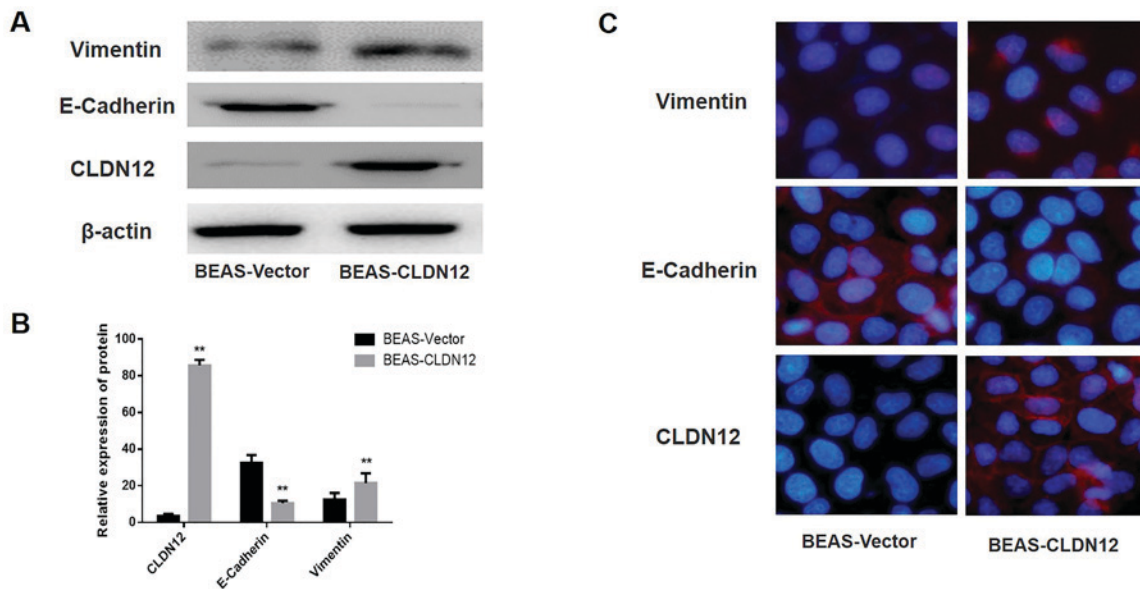 A
Vimentin
E-Cadherin
CLDN12
β-actin
BEAS-Vector BEAS-CLDN12
B
Relative expression of protein
100
80
60
40
20
0
**
**
**
BEAS-Vector
BEAS-CLDN12
CLDN12
E-Cadherin
Vimentin
C
Vimentin
E-Cadherin
CLDN12
BEAS-Vector BEAS-CLDN12